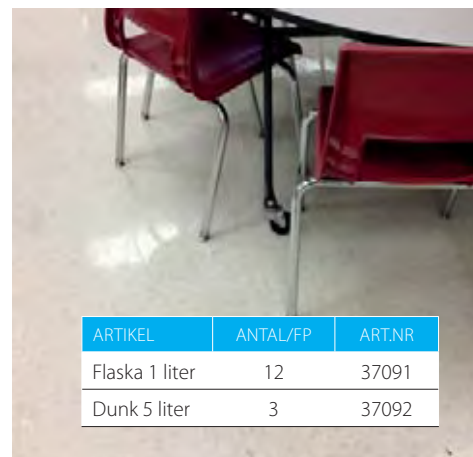 ARTIKEL ANTAL/FP ART.NR
Flaska 1 liter 12 37091
Dunk 5 liter 3 37092